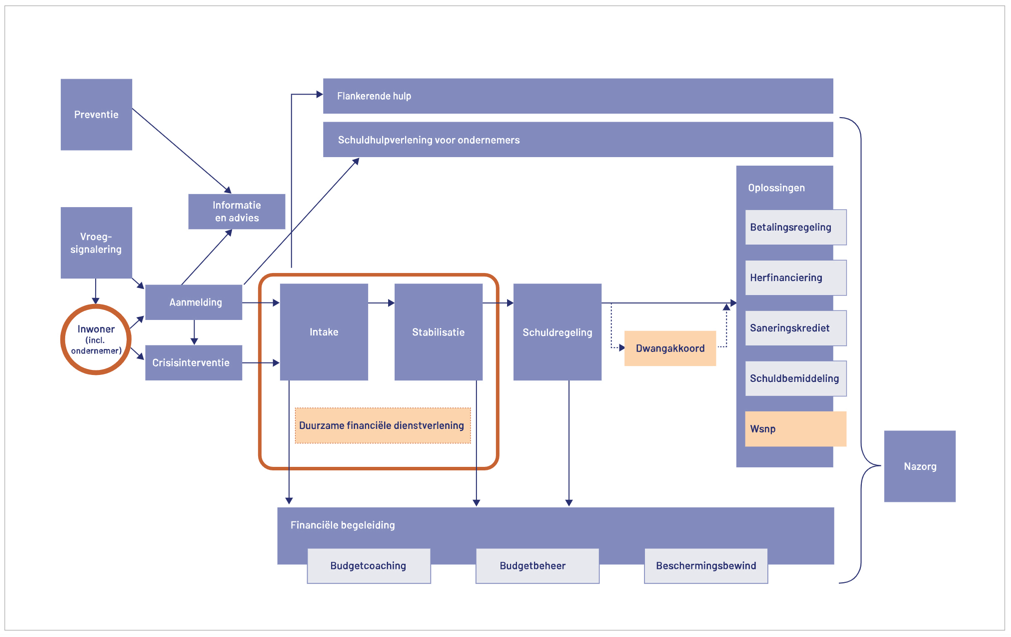 Flankerende hulp
Preventie
Schuldhulpverlening voor ondernemers
Oplossingen
Informatie
en advies
Betalingsregeling
Vroeg-
signalering
Herfinanciering
Aanmelding
Inwoner
(incl.
ondernemer)
Intake
Stabilisatie
Schuldregeling
Saneringskrediet
Dwangakkoord
Crisisinterventie
Schuldbemiddeling
Duurzame financiële dienstverlening
Wsnp
Nazorg
Financiële begeleiding
Budgetcoaching
Budgetbeheer
Beschermingsbewind